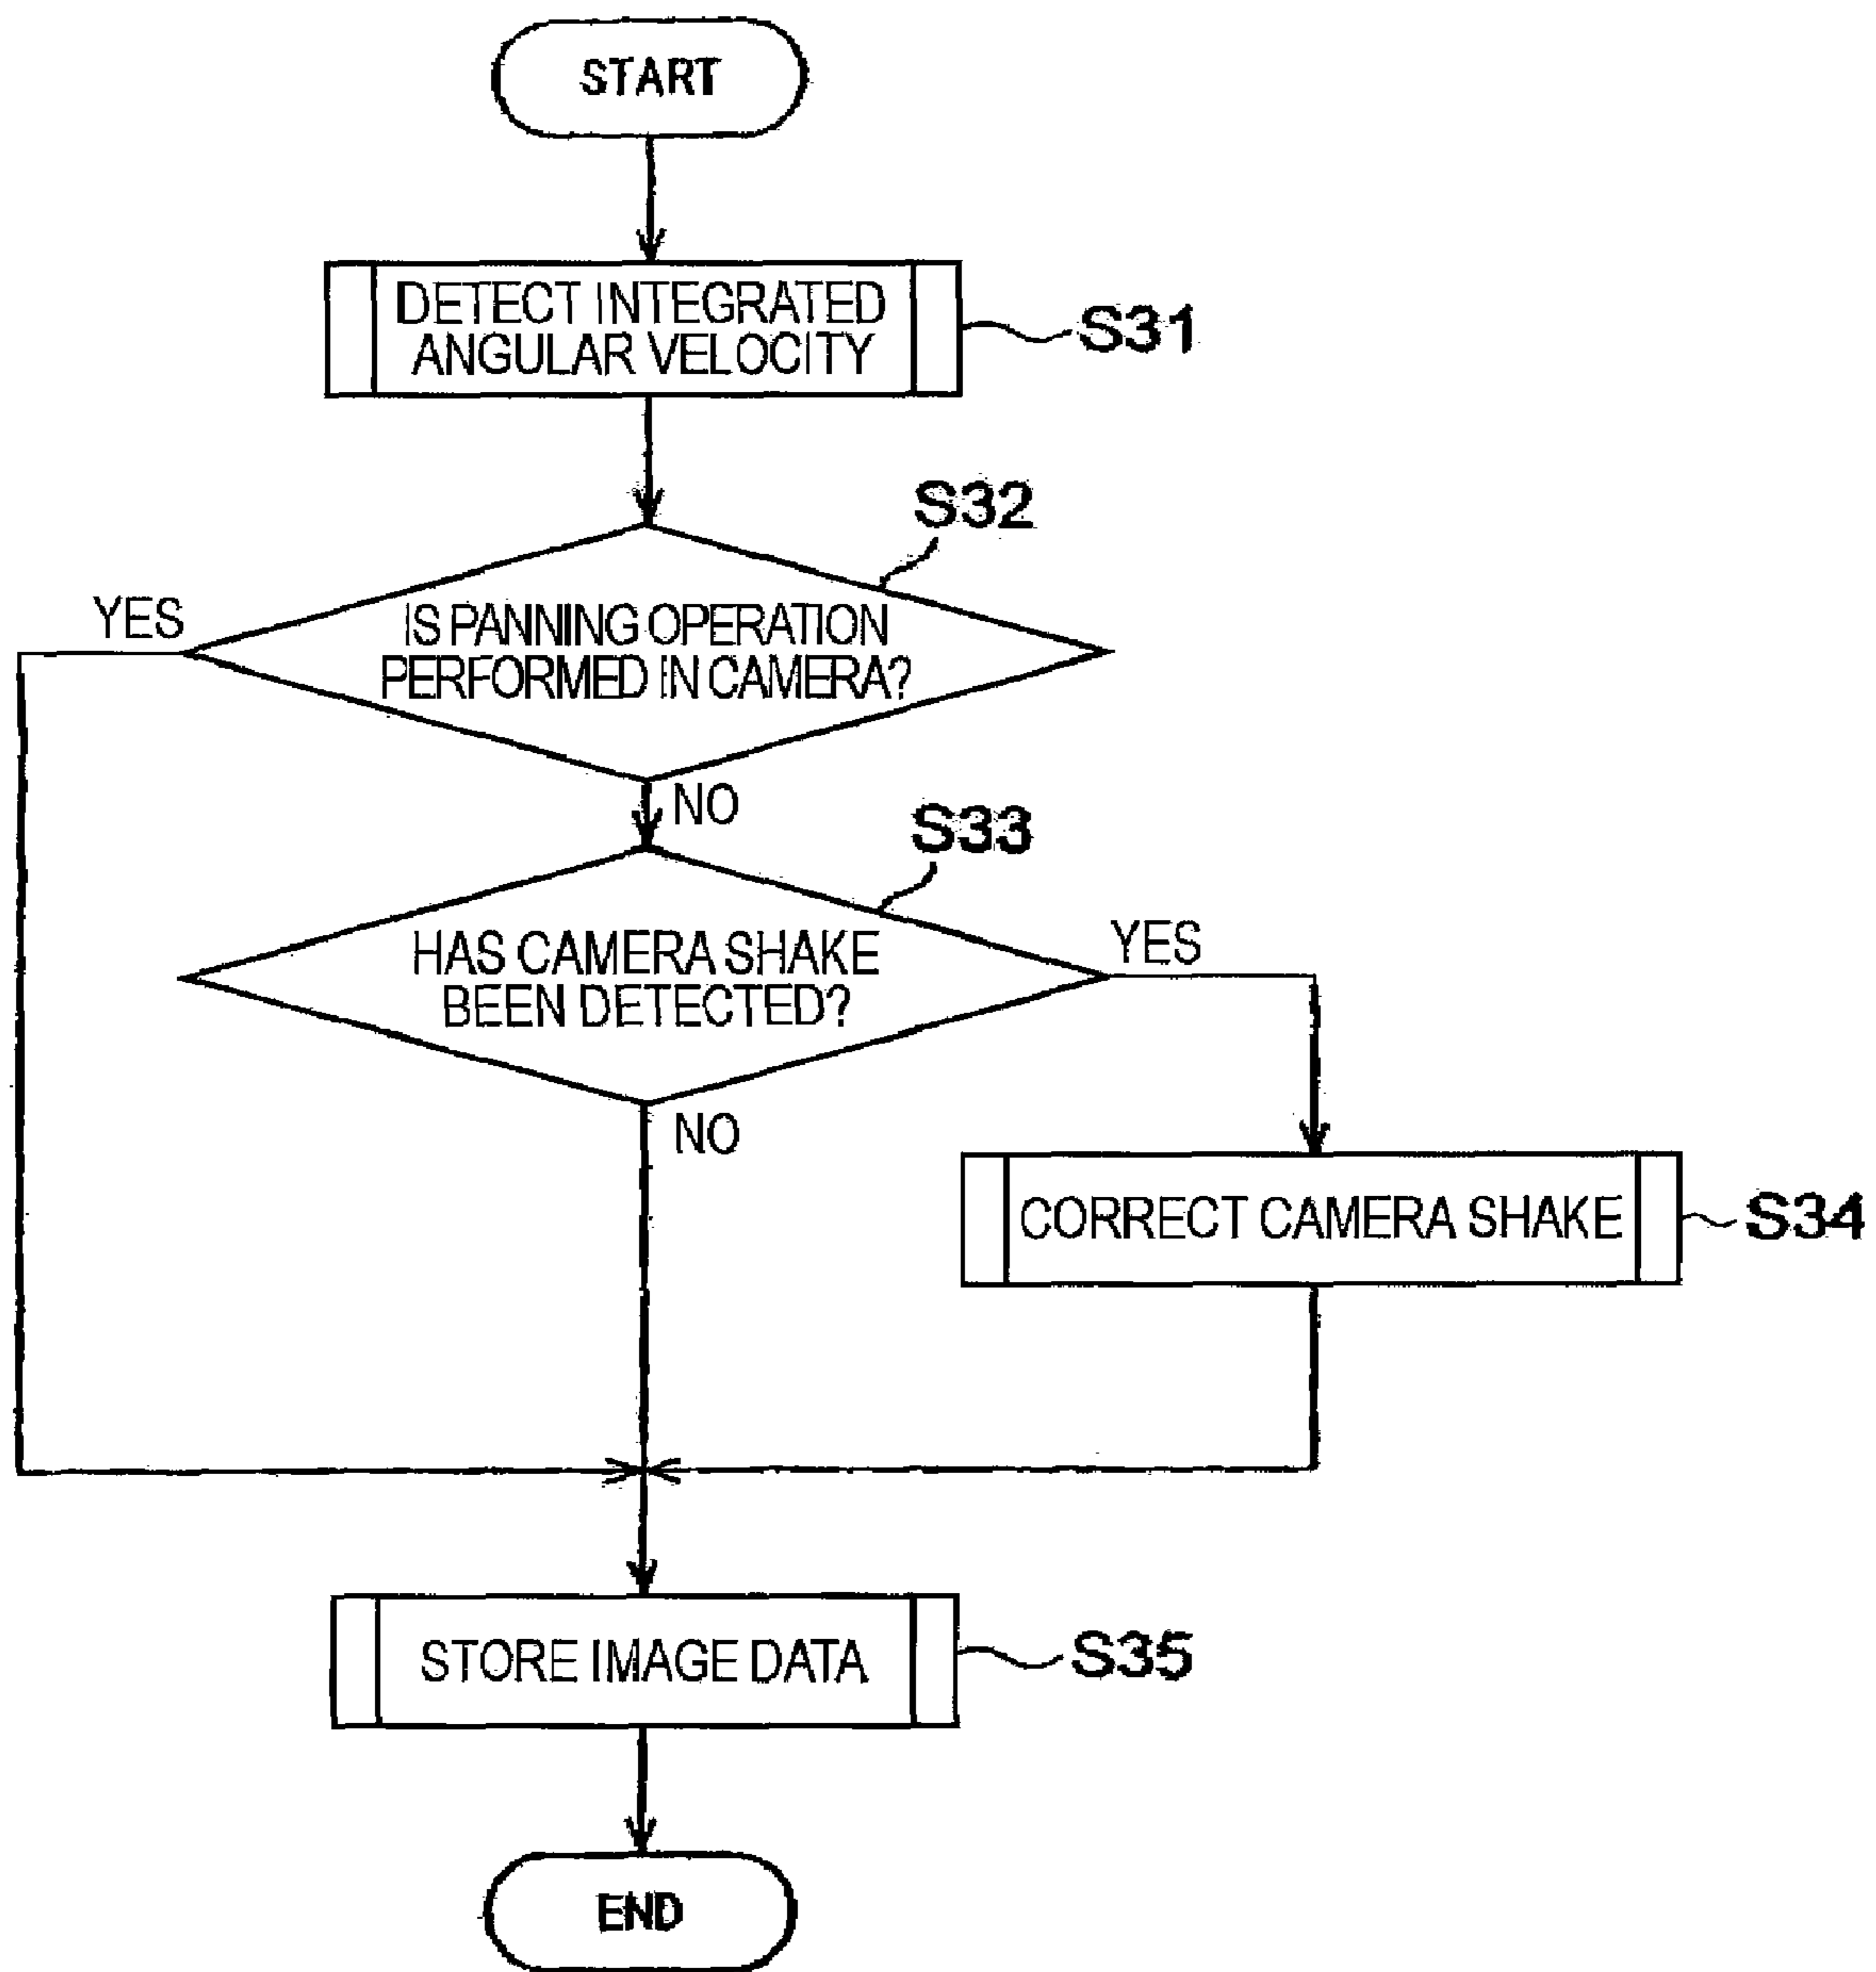 START
DETECT INTEGRATED
ANGULAR VELOCITY
S31
S32
YES
IS PANNING OPERATION
PERFORMED IN CAMERA?
NO
S33
HAS CAMERA SHAKE
BEEN DETECTED?
YES
NO
CORRECT CAMERA SHAKE
S34
STORE IMAGE DATA
S35
END